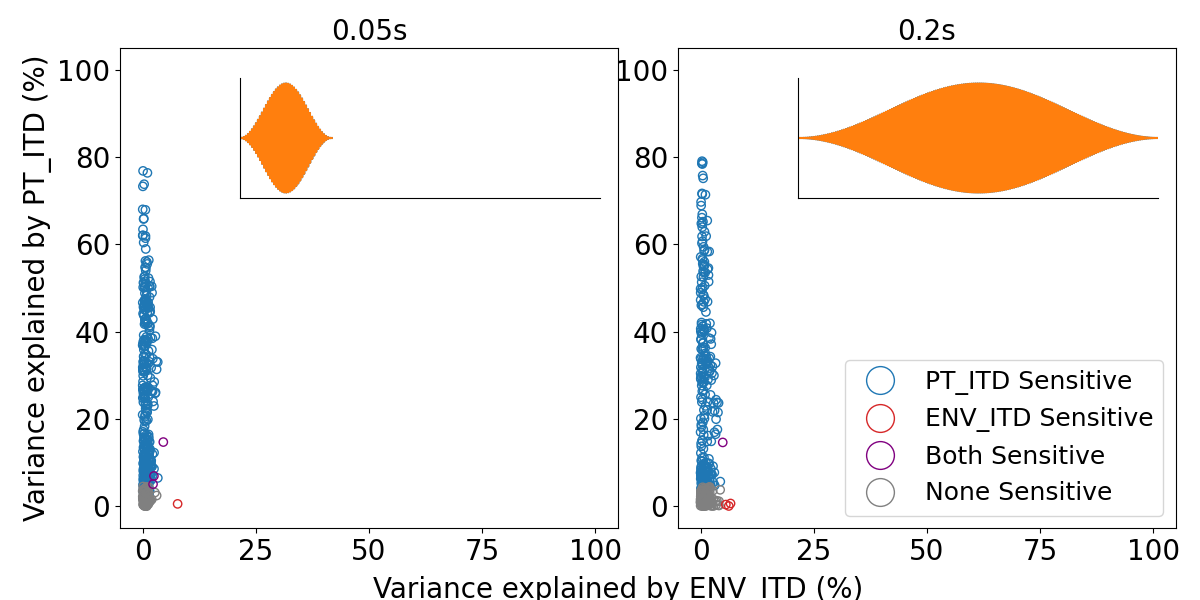 0.05s
0.2s
Variance explained by PT_ITD (%)
100
80
60
40
20
0
0
25
50
75
100
100
80
60
40
20
0
0
25
50
75
100
PT_ITD Sensitive
ENV_ITD Sensitive
Both Sensitive
None Sensitive
Variance explained by ENV_ITD (%)